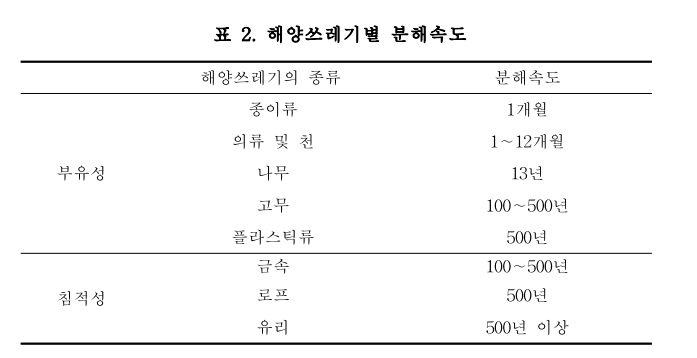 표 2. 해양쓰레기별 분해속도
해양쓰레기의 종류 분해속도
종이류 1개월
의류 및 천 1~12개월
부유성 나무 13년
고무 100~500년
플라스틱류 500년
금속 100~500년
침적성 로프 500년
유리 500년 이상